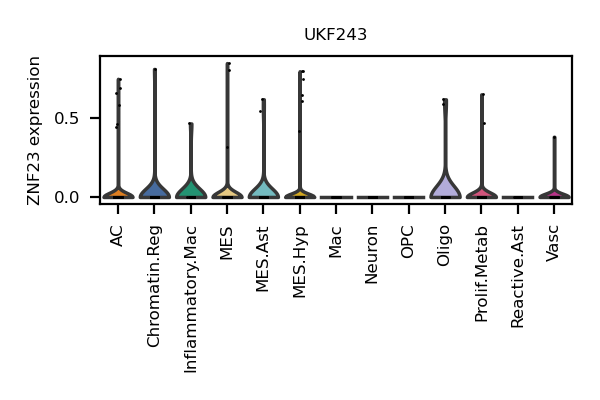 UKF243
ZNF23 expression
0.5
0.0
AC
Chromatin.Reg
Inflammatory.Mac
MES
MES.Ast
MES.Hyp
Mac
Neuron
OPC
Oligo
Prolif.Metab
Reactive.Ast
Vasc